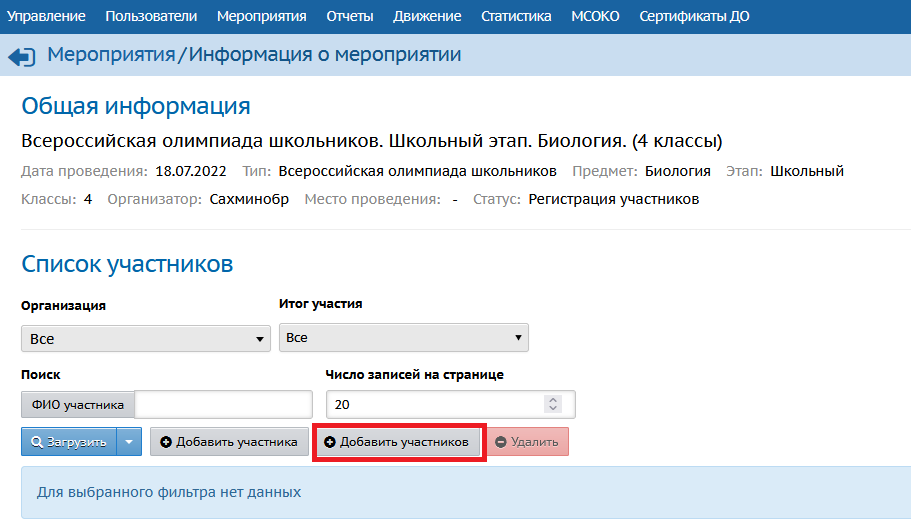 Управление Пользователи Мероприятия Отчеты Движение Статистика МСОКО Сертификаты ДО
Мероприятия/Информация о мероприятии
Общая информация
Всероссийская олимпиада школьников. Школьный этап. Биология. (4 классы)
Дата проведения: 18.07.2022 Тип: Всероссийская олимпиада школьников Предмет: Биология Этап: Школьный
Классы: 4 Организатор: Сахминобр Место проведения: - Статус: Регистрация участников
Список участников
Организация Итог участия
Все Все
Поиск Число записей на странице
ФИО участника 20
Загрузить Добавить участника Добавить участников Удалить
Для выбранного фильтра нет данных